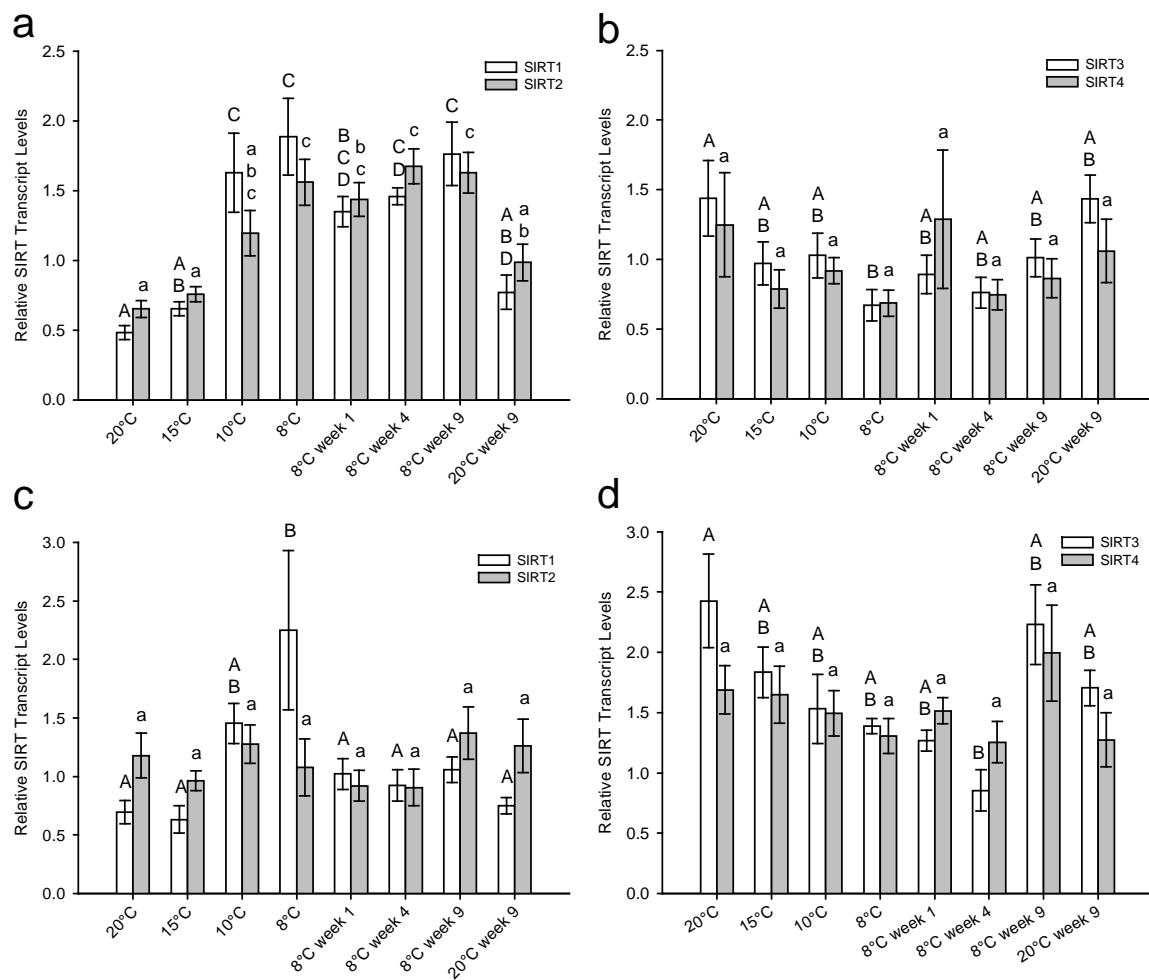 a
Relative SIRT Transcript Levels
2.5
2.0
1.5
1.0
0.5
0.0
SIRT1
SIRT2
A
a
A
B
a
C
a
b
c
C
c
B
C
D
b
c
C
D
c
C
c
A
B
D
a
b
20°C
15°C
10°C
8°C
8°C week 1
8°C week 4
8°C week 9
20°C week 9
b
Relative SIRT Transcript Levels
2.5
2.0
1.5
1.0
0.5
0.0
SIRT3
SIRT4
A
a
A
B
a
A
B
a
B
a
A
B
a
A
B
a
A
B
a
A
B
a
20°C
15°C
10°C
8°C
8°C week 1
8°C week 4
8°C week 9
20°C week 9
c
Relative SIRT Transcript Levels
3.0
2.5
2.0
1.5
1.0
0.5
0.0
SIRT1
SIRT2
A
a
A
a
A
B
a
B
a
A
a
A
a
A
a
A
a
20°C
15°C
10°C
8°C
8°C week 1
8°C week 4
8°C week 9
20°C week 9
d
Relative SIRT Transcript Levels
3.0
2.5
2.0
1.5
1.0
0.5
0.0
SIRT3
SIRT4
A
a
A
B
a
A
B
a
A
B
a
A
B
a
B
a
A
B
a
A
B
a
20°C
15°C
10°C
8°C
8°C week 1
8°C week 4
8°C week 9
20°C week 9